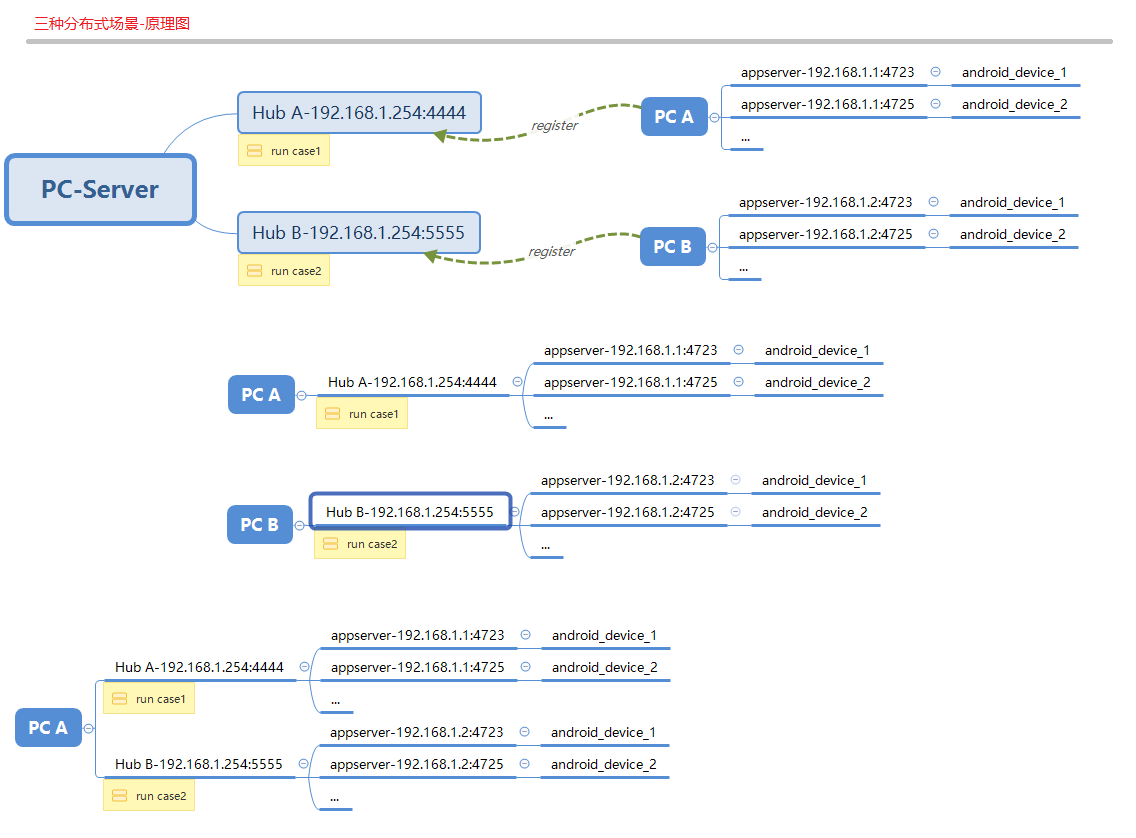 三种分布式场景-原理图
PC-Server
Hub A-192.168.1.254:4444
run case1
Hub B-192.168.1.254:5555
run case2
register
PC A
appserver-192.168.1.1:4723
android_device_1
appserver-192.168.1.1:4725
android_device_2
...
register
PC B
appserver-192.168.1.2:4723
android_device_1
appserver-192.168.1.2:4725
android_device_2
...
PC A
Hub A-192.168.1.254:4444
run case1
appserver-192.168.1.1:4723
android_device_1
appserver-192.168.1.1:4725
android_device_2
...
PC B
Hub B-192.168.1.254:5555
run case2
appserver-192.168.1.2:4723
android_device_1
appserver-192.168.1.2:4725
android_device_2
...
PC A
Hub A-192.168.1.254:4444
run case1
appserver-192.168.1.1:4723
android_device_1
appserver-192.168.1.1:4725
android_device_2
...
Hub B-192.168.1.254:5555
run case2
appserver-192.168.1.2:4723
android_device_1
appserver-192.168.1.2:4725
android_device_2
...